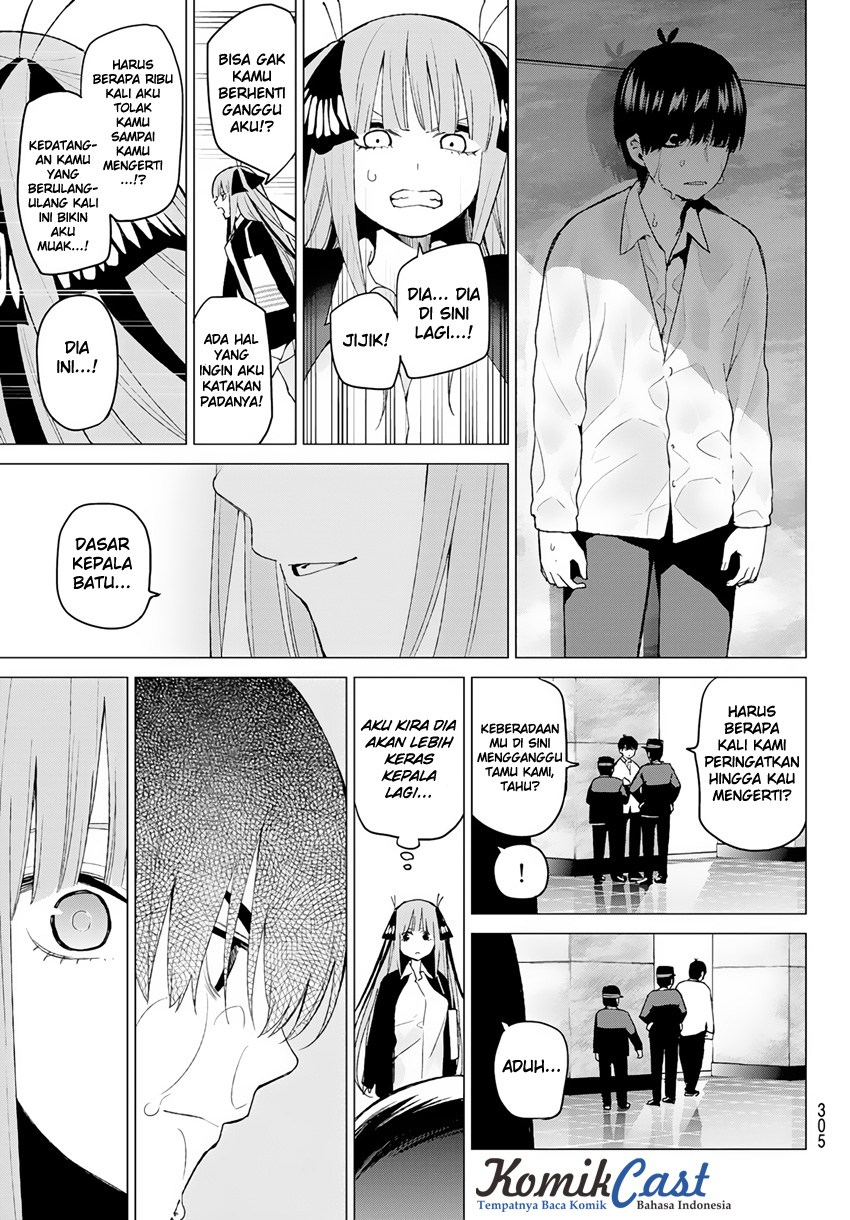 DIA... DIA
DI SINI
LAGI...!
JIJIK!
BISA GAK
KAMU
BERHENTI
GANGGU
AKU!?
ADA HAL
YANG
INGIN AKU
KATAKAN
PADANYA!
HARUS
BERAPA RIBU
KALI AKU
TOLAK
KAMU
SAMPAI
KAMU
MENGERTI
...!?
KEDATANG-
AN KAMU
YANG
BERULANG-
ULANG KALI
INI BIKIN
AKU
MUAK...!
DIA
INI...!
DASAR
KEPALA
BATU...
HARUS
BERAPA
KALI KAMI
PERINGATKAN
HINGGA KAU
MENGERTI?
KEBERADAAN
MU DI SINI
MENGGANGGU
TAMU KAMI,
TAHU?
!
ADUH...
AKU KIRA DIA
AKAN LEBIH
KERAS
KEPALA
LAGI...
305
KomikCast
Tempatnya Baca Komik Bahasa Indonesia